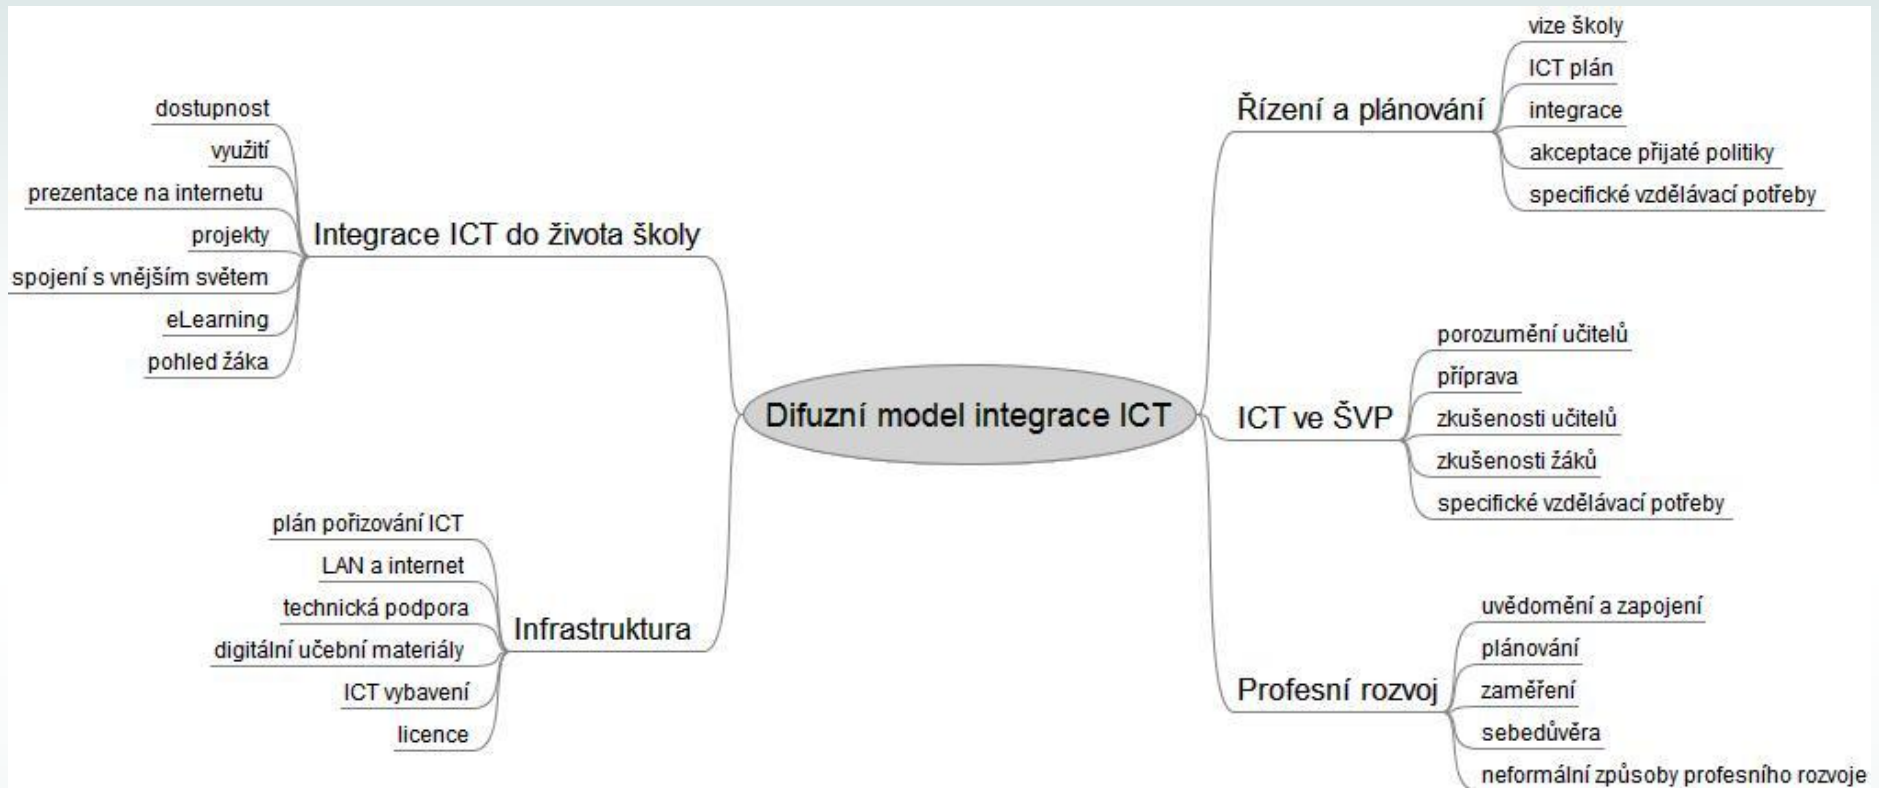 Difuzní model integrace ICT
Integrace ICT do života školy
dostupnost
využití
prezentace na internetu
projekty
spojení s vnějším světem
eLearning
pohled žáka
Infrastruktura
plán pořizování ICT
LAN a internet
technická podpora
digitální učební materiály
ICT vybavení
licence
Řízení a plánování
vize školy
ICT plán
integrace
akceptace přijaté politiky
specifické vzdělávací potřeby
ICT ve ŠVP
porozumění učitelů
příprava
zkušenosti učitelů
zkušenosti žáků
specifické vzdělávací potřeby
Profesní rozvoj
uvědomění a zapojení
plánování
zaměření
sebedůvěra
neformální způsoby profesního rozvoje